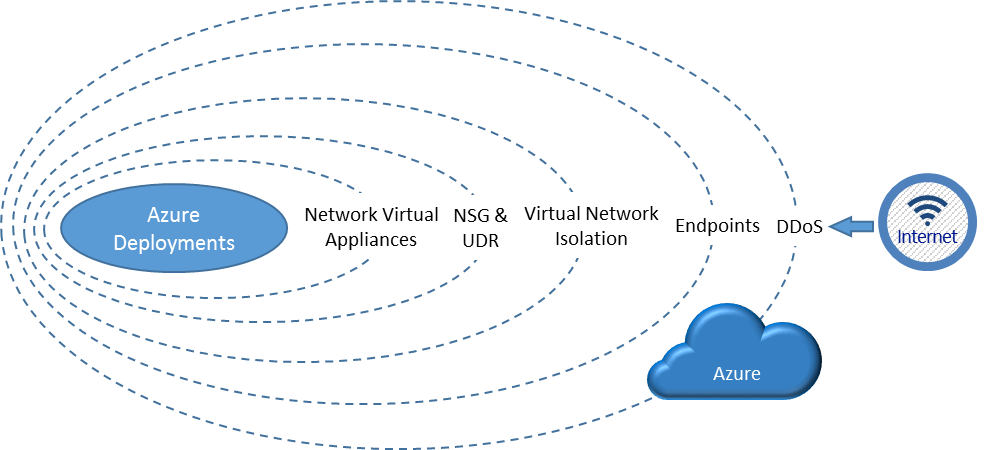 Azure
Deployments
Network Virtual
Appliances
NSG &
UDR
Virtual Network
Isolation
Endpoints
DDoS
Internet
Azure